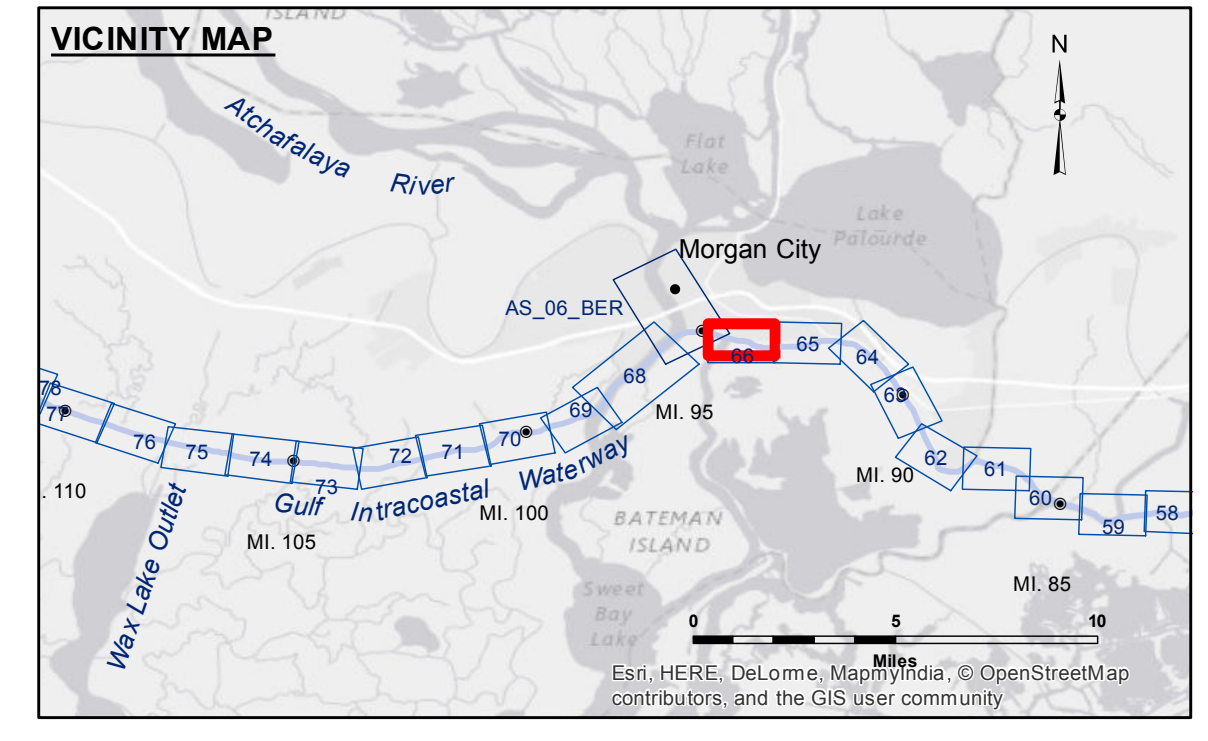 ISLAND
VICINITY MAP
N
Atchafalaya
River
Flat
Lake
Lake
Palourde
Morgan City
AS_06_BER
66
65
64
63
68
MI. 95
69
78
77
76
75
74
73
72
71
70
62
61
60
59
58
. 110
MI. 105
MI. 100
MI. 90
MI. 85
Gulf Intracoastal Waterway
Wax Lake Outlet
BATEMAN
ISLAND
Sweet
Bay
Lake
0 5 10
Miles
Esri, HERE, DeLorme, MapmyIndia, © OpenStreetMap
contributors, and the GIS user community